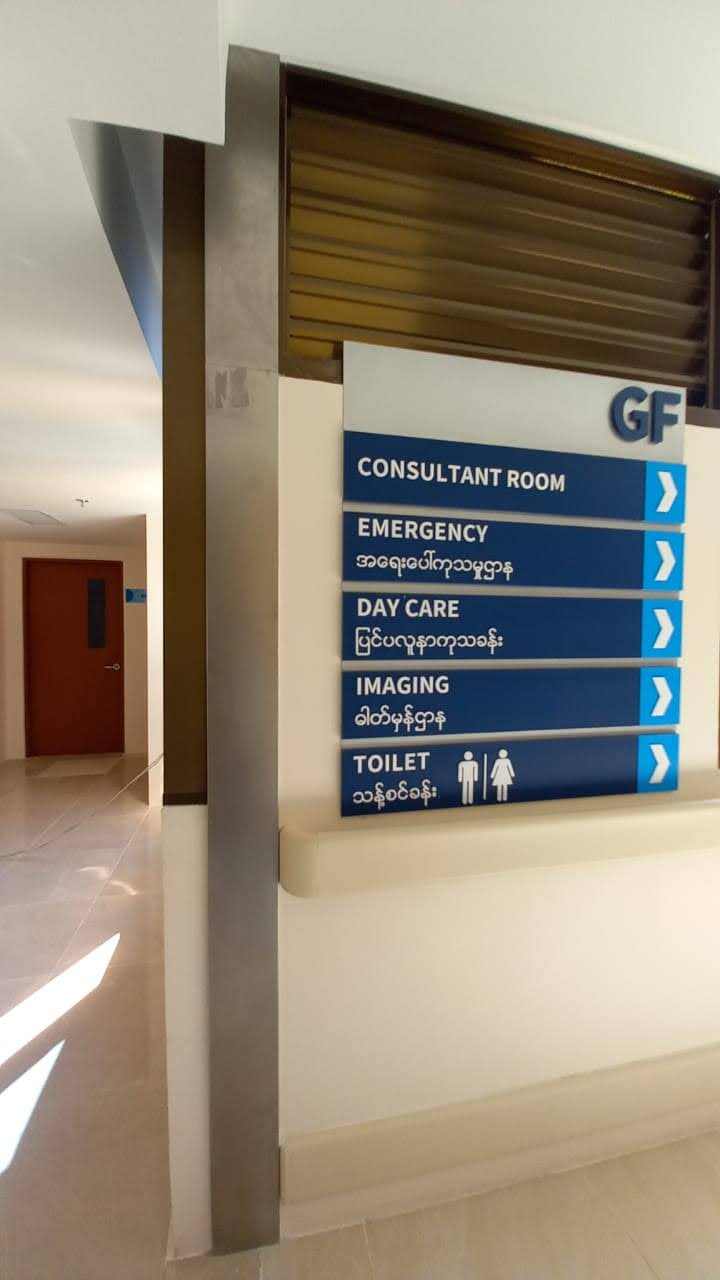 GF
CONSULTANT ROOM
EMERGENCY
အရေးပေါ်ကုသမှုဌာန
DAY CARE
ပြင်ပလူနာကုသခန်း
IMAGING
ဓါတ်မှန်ဌာန
TOILET
သန့်စင်ခန်း